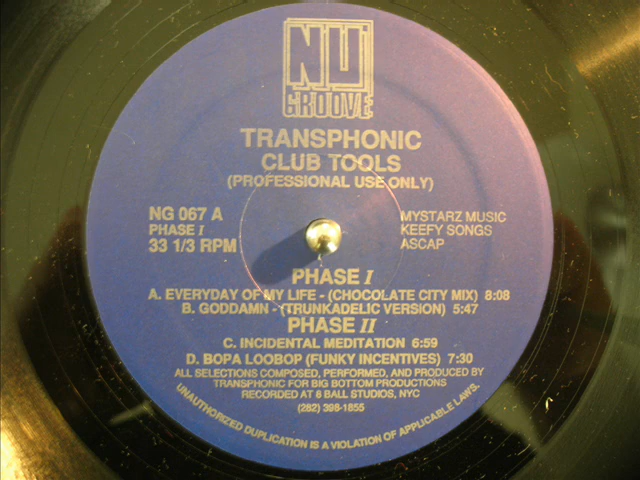 NU
GROOVE
TRANSPHONIC
CLUB TOOLS
(PROFESSIONAL USE ONLY)
NG 067 A
PHASE I
33 1/3 RPM
MYSTARZ MUSIC
KEEFY SONGS
ASCAP
PHASE I
A. EVERYDAY OF MY LIFE - (CHOCOLATE CITY MIX) 8:08
B. GODDAMN - (TRUNKADELIC VERSION) 5:47
PHASE II
C. INCIDENTAL MEDITATION 6:59
D. BOPA LOOBOP (FUNKY INCENTIVES) 7:30
ALL SELECTIONS COMPOSED, PERFORMED, AND PRODUCED BY
TRANSPHONIC FOR BIG BOTTOM PRODUCTIONS
RECORDED AT 6 BALL STUDIOS, NYC
(282) 398-1855
UNAUTHORIZED DUPLICATION IS A VIOLATION OF APPLICABLE LAWS.